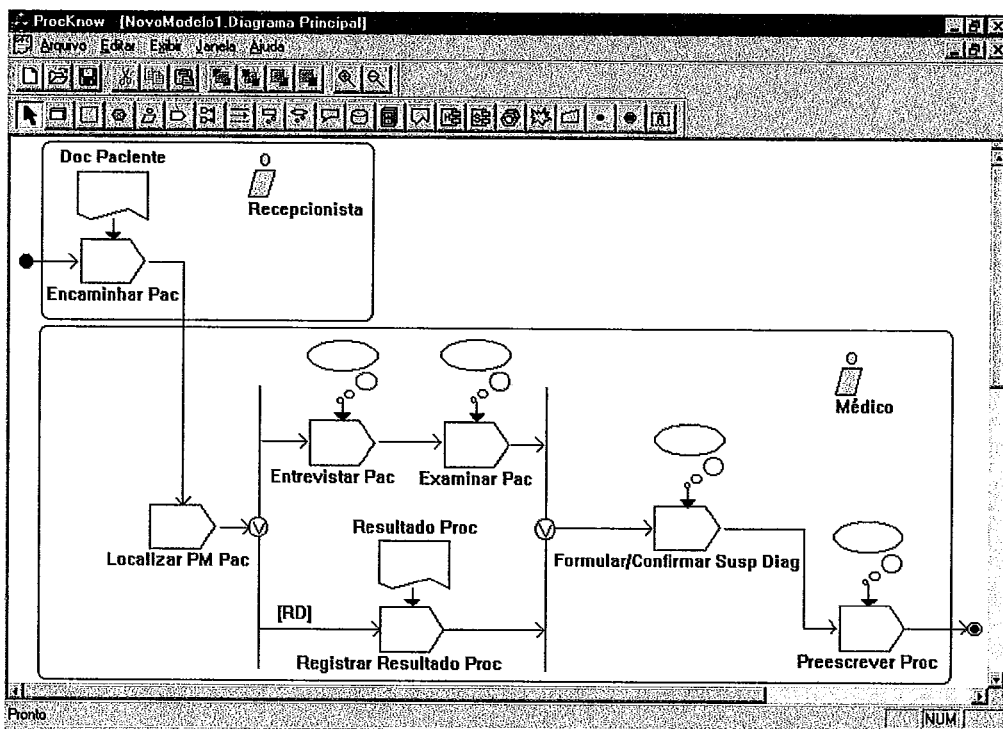 ProcKnow [NovoModelo1.Diagrama Principal]
Arquivo Editar Exibir Janela Ajuda
Doc Paciente
Recepcionista
Encaminhar Pac
Médico
Entrevistar Pac
Examinar Pac
Localizar PM Pac
Resultado Proc
Formular/Confirmar Susp Diag
[RD]
Registrar Resultado Proc
Preescrever Proc
Pronto
NUM